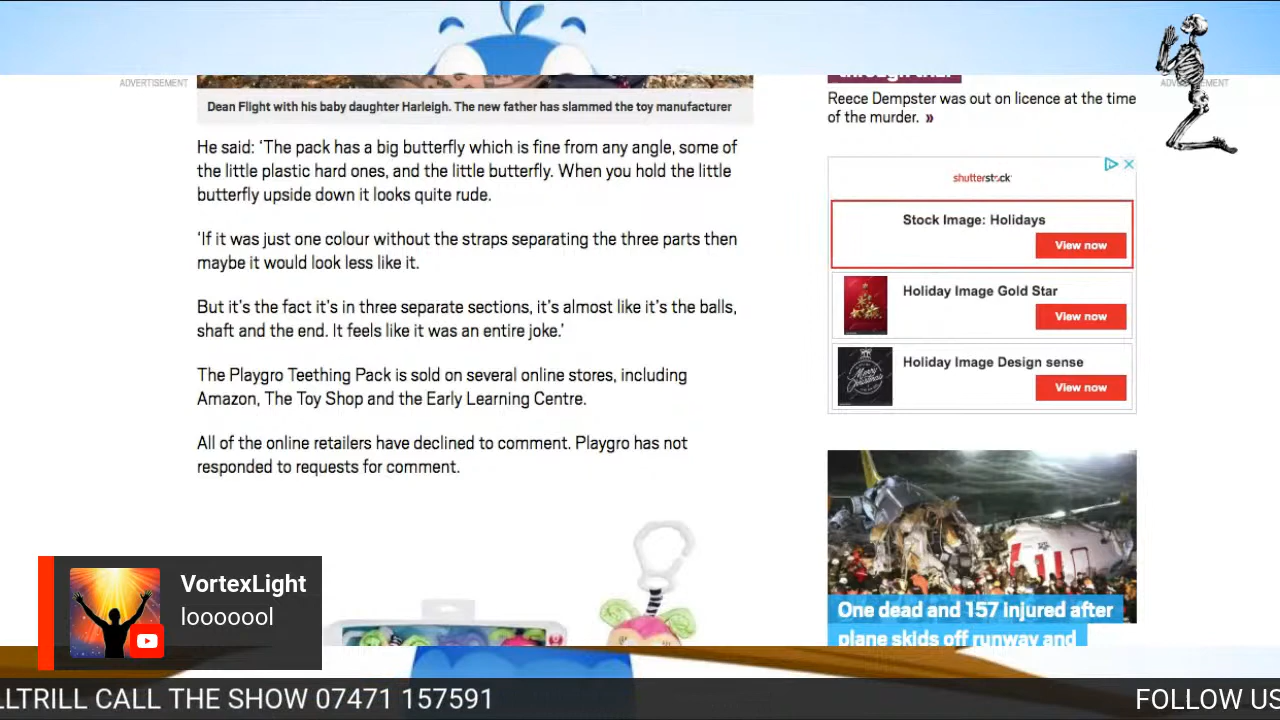 ADVERTISEMENT
Dean Flight with his baby daughter Harleigh. The new father has slammed the toy manufacturer
He said: ‘The pack has a big butterfly which is fine from any angle, some of
the little plastic hard ones, and the little butterfly. When you hold the little
butterfly upside down it looks quite rude.
‘If it was just one colour without the straps separating the three parts then
maybe it would look less like it.
But it’s the fact it’s in three separate sections, it’s almost like it’s the balls,
shaft and the end. It feels like it was an entire joke.’
The Playgro Teething Pack is sold on several online stores, including
Amazon, The Toy Shop and the Early Learning Centre.
All of the online retailers have declined to comment. Playgro has not
responded to requests for comment.
Reece Dempster was out on licence at the time
of the murder. »
shutterstock
Stock Image: Holidays
View now
Holiday Image Gold Star
View now
Holiday Image Design sense
View now
Merry
Christmas
One dead and 157 injured after
plane skids off runway and
VortexLight
looooool
LLTRILL CALL THE SHOW 07471 157591
FOLLOW US